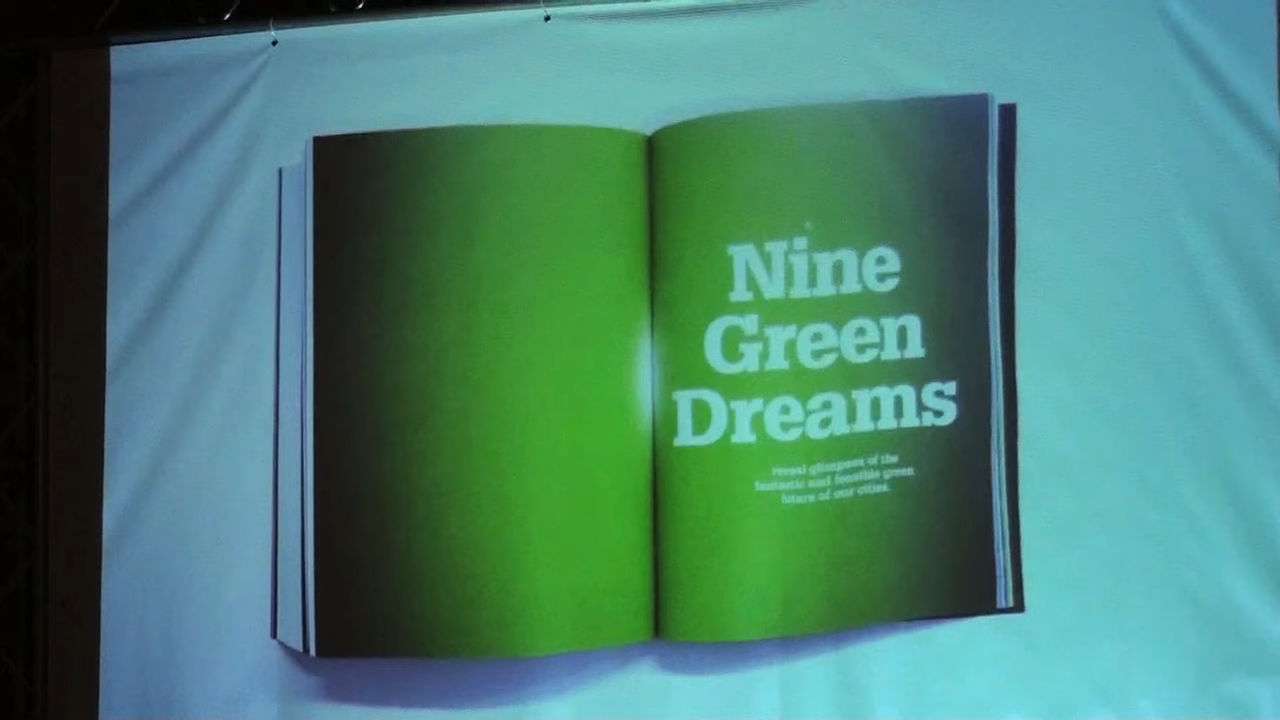 Nine
Green
Dreams
reveal glimpses of the
fantastic and feasible green
future of our cities.